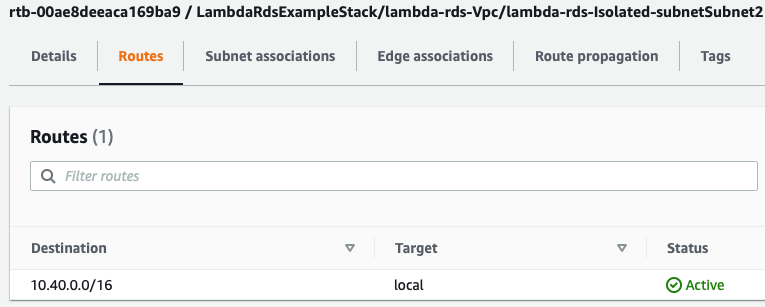 rtb-00ae8deeaca169ba9 / LambdaRdsExampleStack/lambda-rds-Vpc/lambda-rds-Isolated-subnetSubnet2
Details Routes Subnet associations Edge associations Route propagation Tags
Routes (1)
Filter routes
Destination Target Status
10.40.0.0/16 local Active